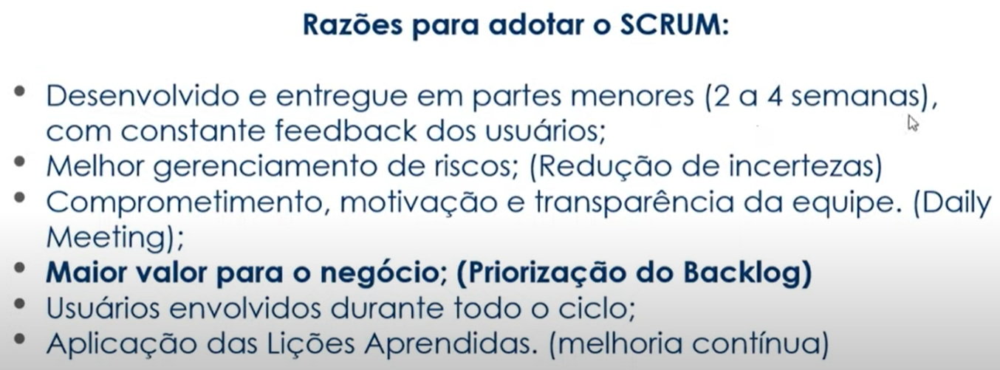 Razões para adotar o SCRUM:
• Desenvolvido e entregue em partes menores (2 a 4 semanas),
com constante feedback dos usuários;
• Melhor gerenciamento de riscos; (Redução de incertezas)
• Comprometimento, motivação e transparência da equipe. (Daily
Meeting);
• Maior valor para o negócio; (Priorização do Backlog)
• Usuários envolvidos durante todo o ciclo;
• Aplicação das Lições Aprendidas. (melhoria contínua)